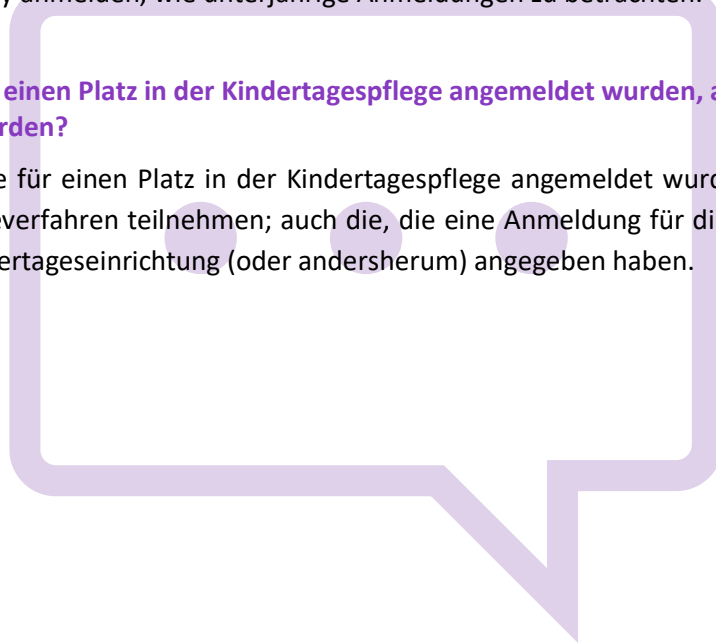 anmelden, wie unterjährige Anmeldungen zu betrachten.
einen Platz in der Kindertagespflege angemeldet wurden, a
rden?
e für einen Platz in der Kindertagespflege angemeldet wurd
everfahren teilnehmen; auch die, die eine Anmeldung für di
ertageseinrichtung (oder andersherum) angegeben haben.